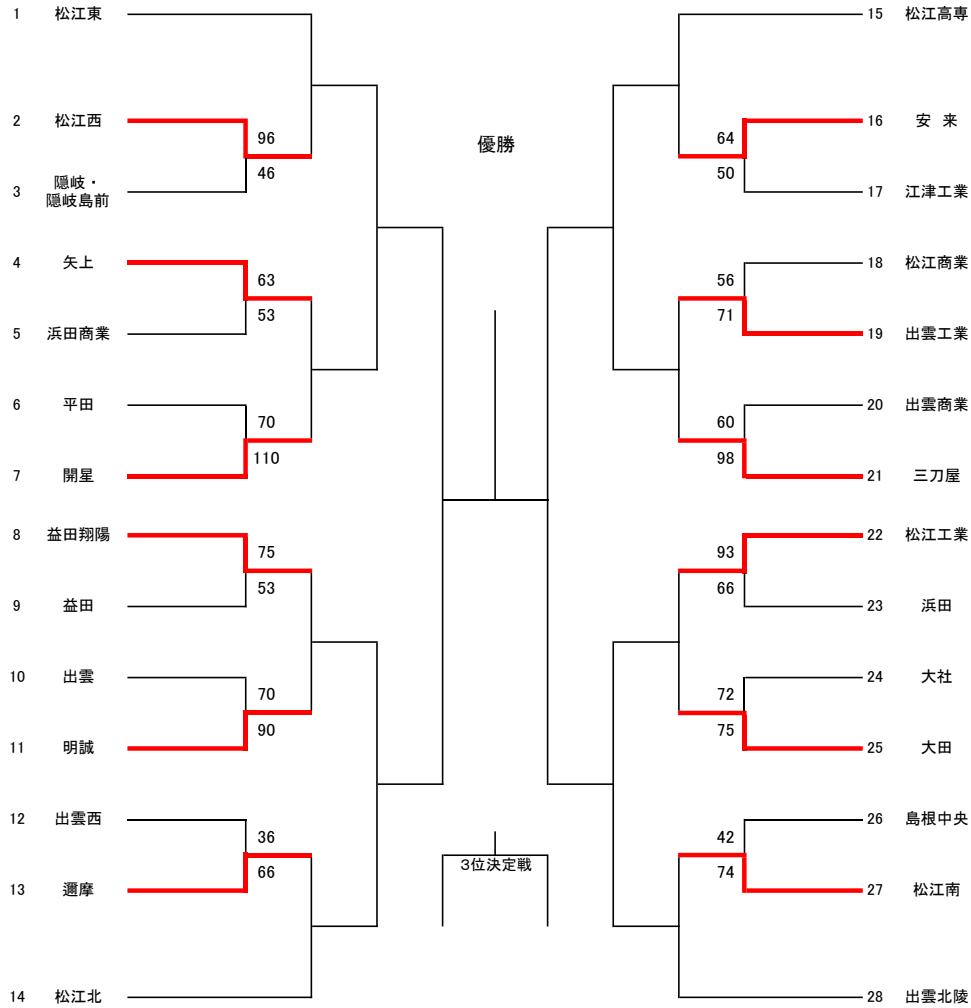 1 松江東
2 松江西
96
46
3 隠岐・
隠岐島前
4 矢上
63
53
5 浜田商業
6 平田
70
110
7 開星
8 益田翔陽
75
53
9 益田
10 出雲
70
90
11 明誠
12 出雲西
36
66
13 邇摩
14 松江北
優勝
3位決定戦
15 松江高専
16 安 来
64
50
17 江津工業
18 松江商業
56
71
19 出雲工業
20 出雲商業
60
98
21 三刀屋
22 松江工業
93
66
23 浜田
24 大社
72
75
25 大田
26 島根中央
42
74
27 松江南
28 出雲北陵